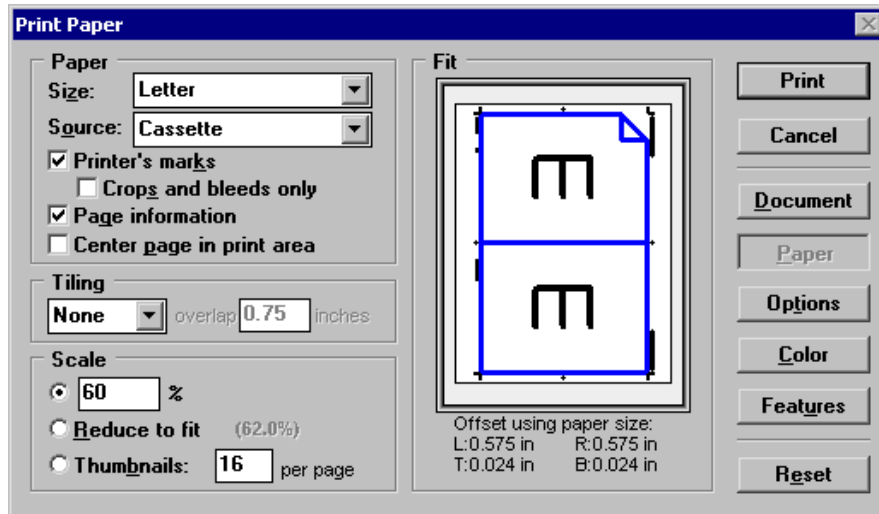 Print Paper
Paper
Size: Letter
Source: Cassette
Printer's marks
Crops and bleeds only
Page information
Center page in print area
Tiling
None overlap 0.75 inches
Scale
60 %
Reduce to fit (62.0%)
Thumbnails: 16 per page
Fit
E
E
Offset using paper size:
L:0.575 in R:0.575 in
T:0.024 in B:0.024 in
Print
Cancel
Document
Paper
Options
Color
Features
Reset